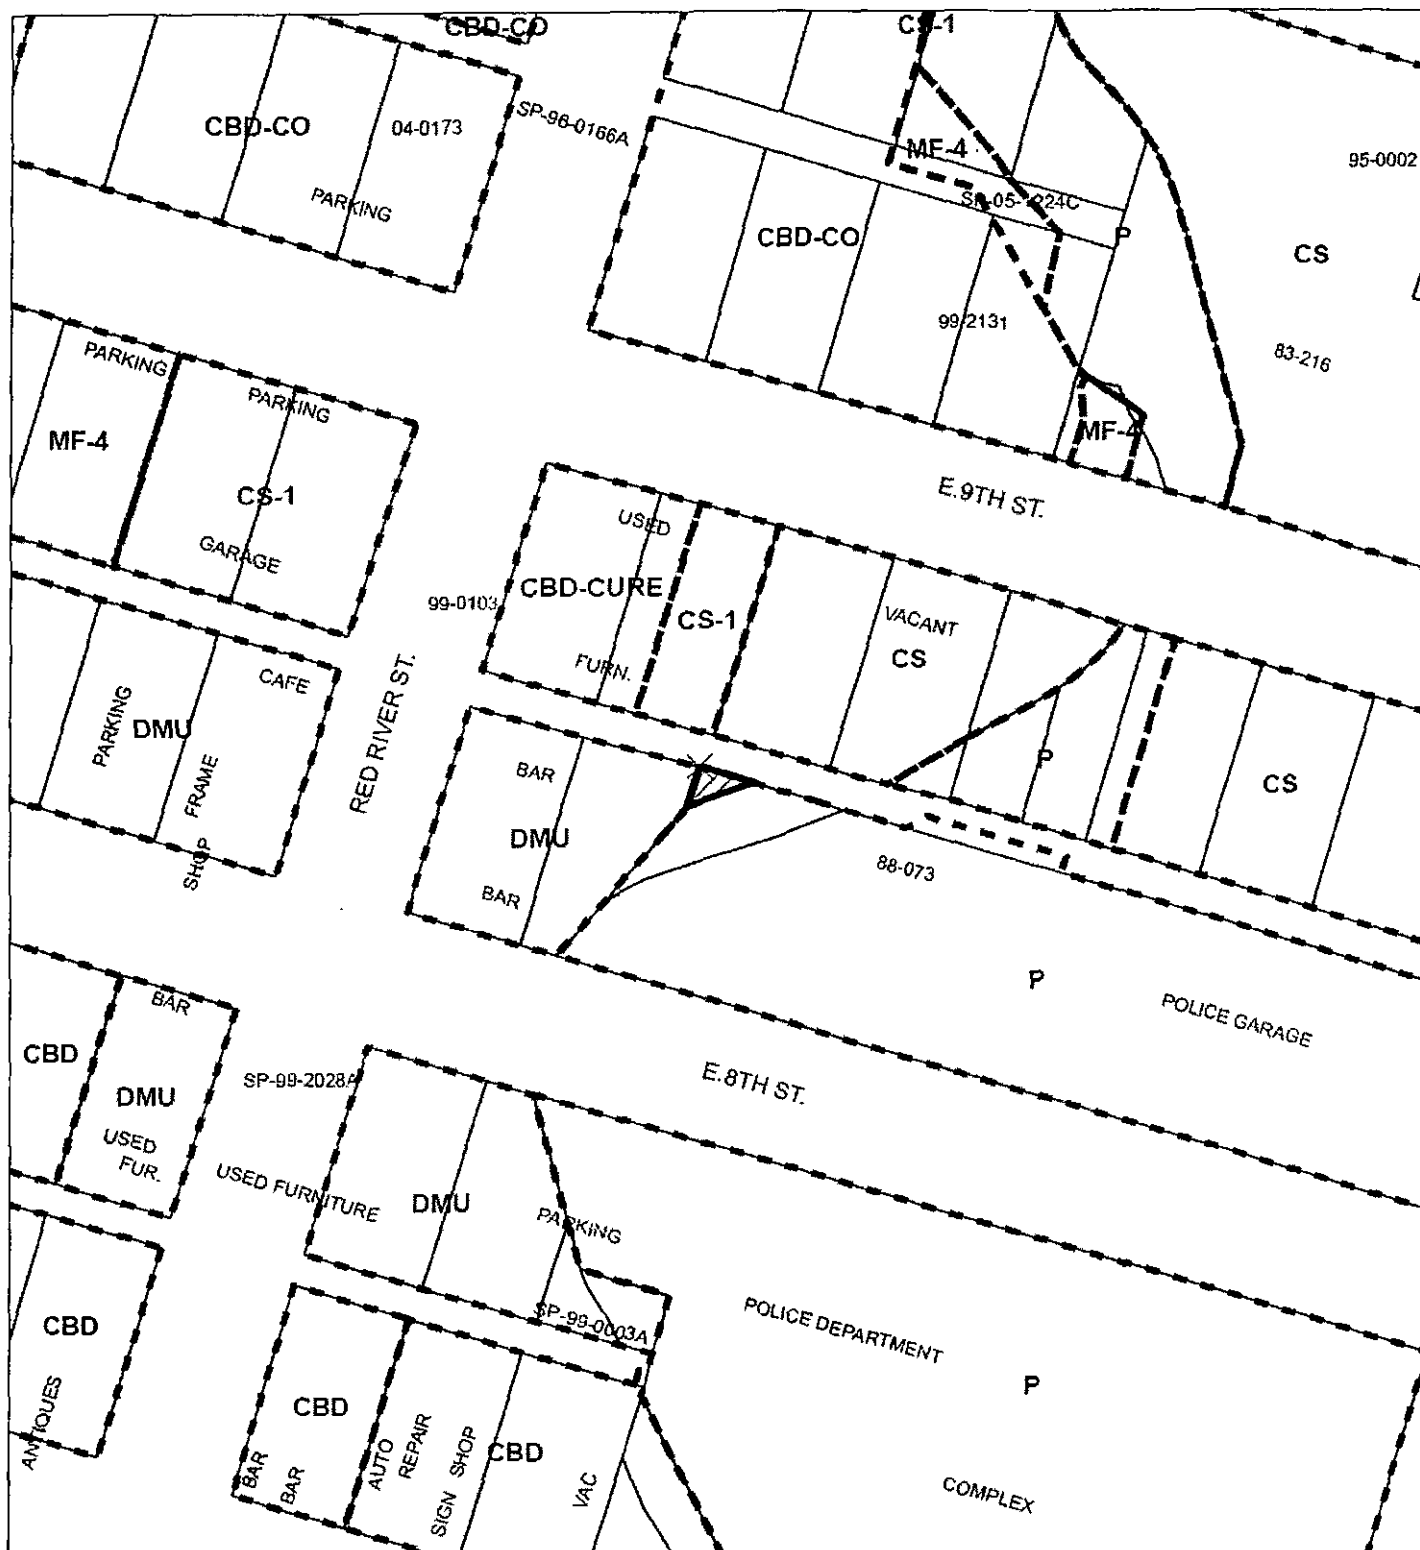 CBD-CO
CS-1
CBD-CO
04-0173
SP-96-0166A
PARKING
MF-4
95-0002
CBD-CO
P
CS
99-2131
83-216
PARKING
PARKING
MF-4
MF-4
CS-1
E.9TH ST.
GARAGE
USED
CBD-CURE
99-0103
CS-1
FURN.
VACANT
CS
CAFE
PARKING
DMU
FRAME
SHOP
RED RIVER ST.
BAR
DMU
BAR
P
CS
88-073
P
POLICE GARAGE
BAR
CBD
DMU
USED
FUR.
SP-99-2028A
E.8TH ST.
USED FURNITURE
DMU
PARKING
CBD
SP-99-0003A
POLICE DEPARTMENT
P
COMPLEX
ANTIQUES
CBD
BAR
BAR
AUTO
REPAIR
SIGN SHOP
CBD
VAC